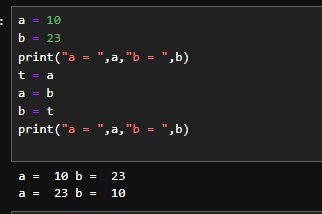 a = 10
b = 23
print("a = ",a,"b = ",b)
t = a
a = b
b = t
print("a = ",a,"b = ",b)
a =  10 b =  23
a =  23 b =  10